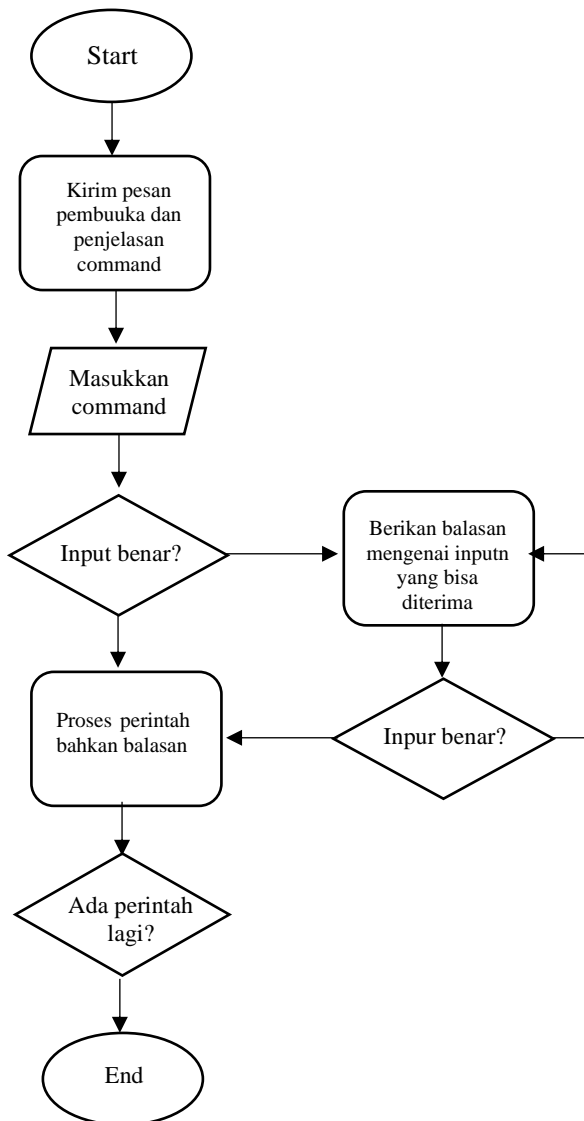 Start
Kirim pesan
pembuuka dan
penjelasan
command
Masukkan
command
Input benar?
Berikan balasan
mengenai inputn
yang bisa
diterima
Proses perintah
bahkan balasan
Inpur benar?
Ada perintah
lagi?
End